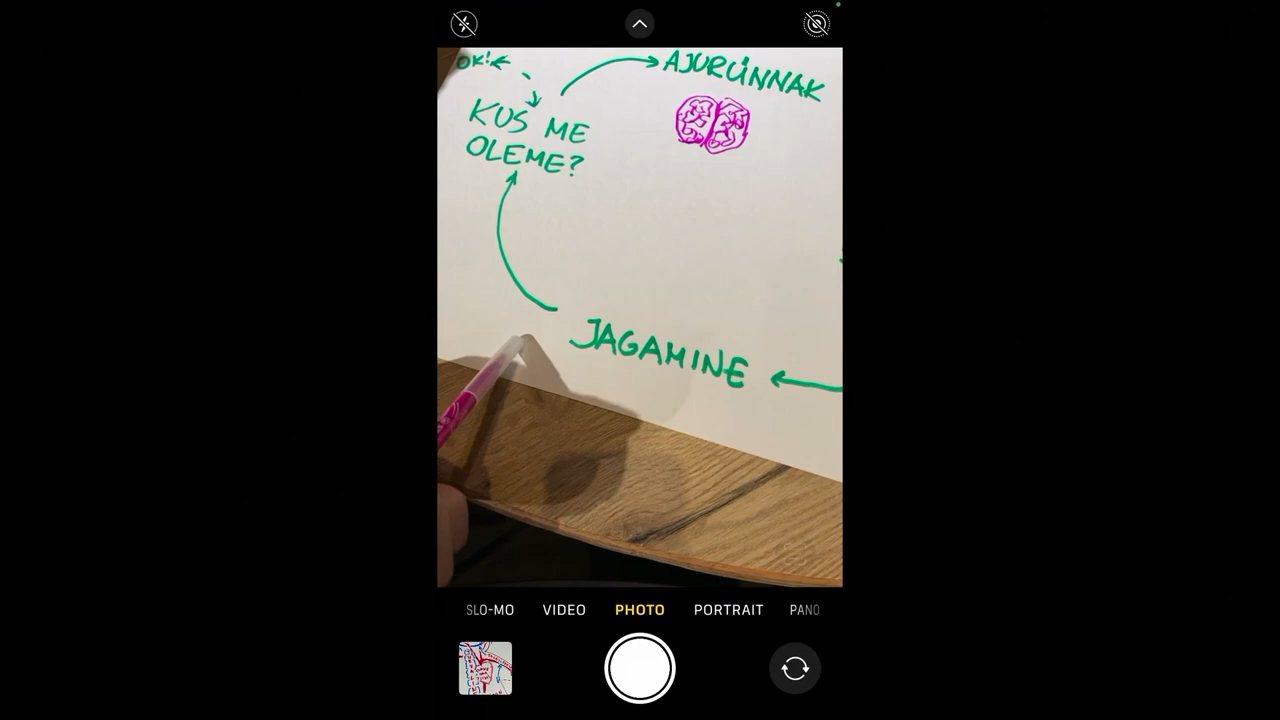 OK!
AJURÜNNAK
KUS ME
OLEME?
JAGAMINE
SLO-MO
VIDEO
PHOTO
PORTRAIT
PANO